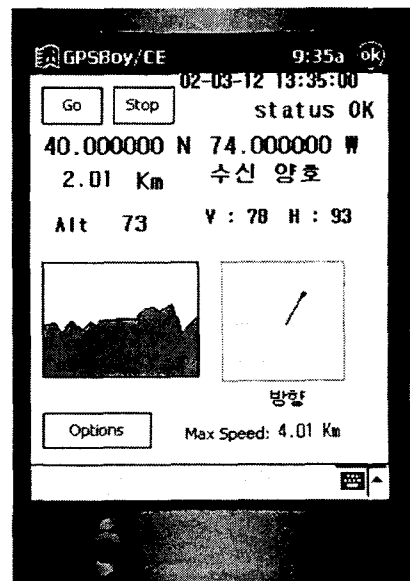 GPSBoy/CE 9:35a ok
02-03-12 13:35:00
Go Stop status OK
40.000000 N 74.000000 W
2.01 Km 수신 양호
Alt 73 V : 78 H : 93
방향
Options Max Speed: 4.01 Km